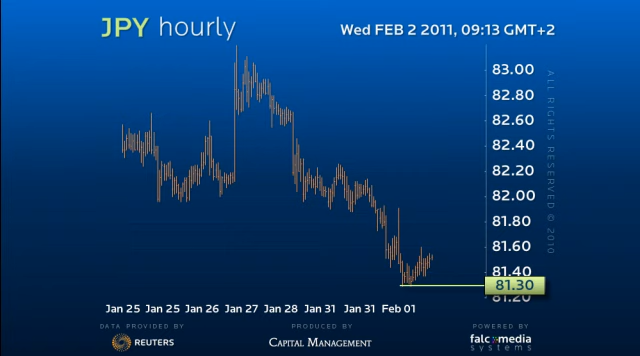 JPY hourly
Wed FEB 2 2011, 09:13 GMT+2
83.00
82.80
82.60
82.40
82.20
82.00
81.80
81.60
81.40
81.30
81.20
ALL RIGHTS RESERVED © 2010
Jan 25 Jan 25 Jan 26 Jan 27 Jan 28 Jan 31 Jan 31 Feb 01
DATA PROVIDED BY
REUTERS
PRODUCED BY
CAPITAL MANAGEMENT
POWERED BY
falc media
systems